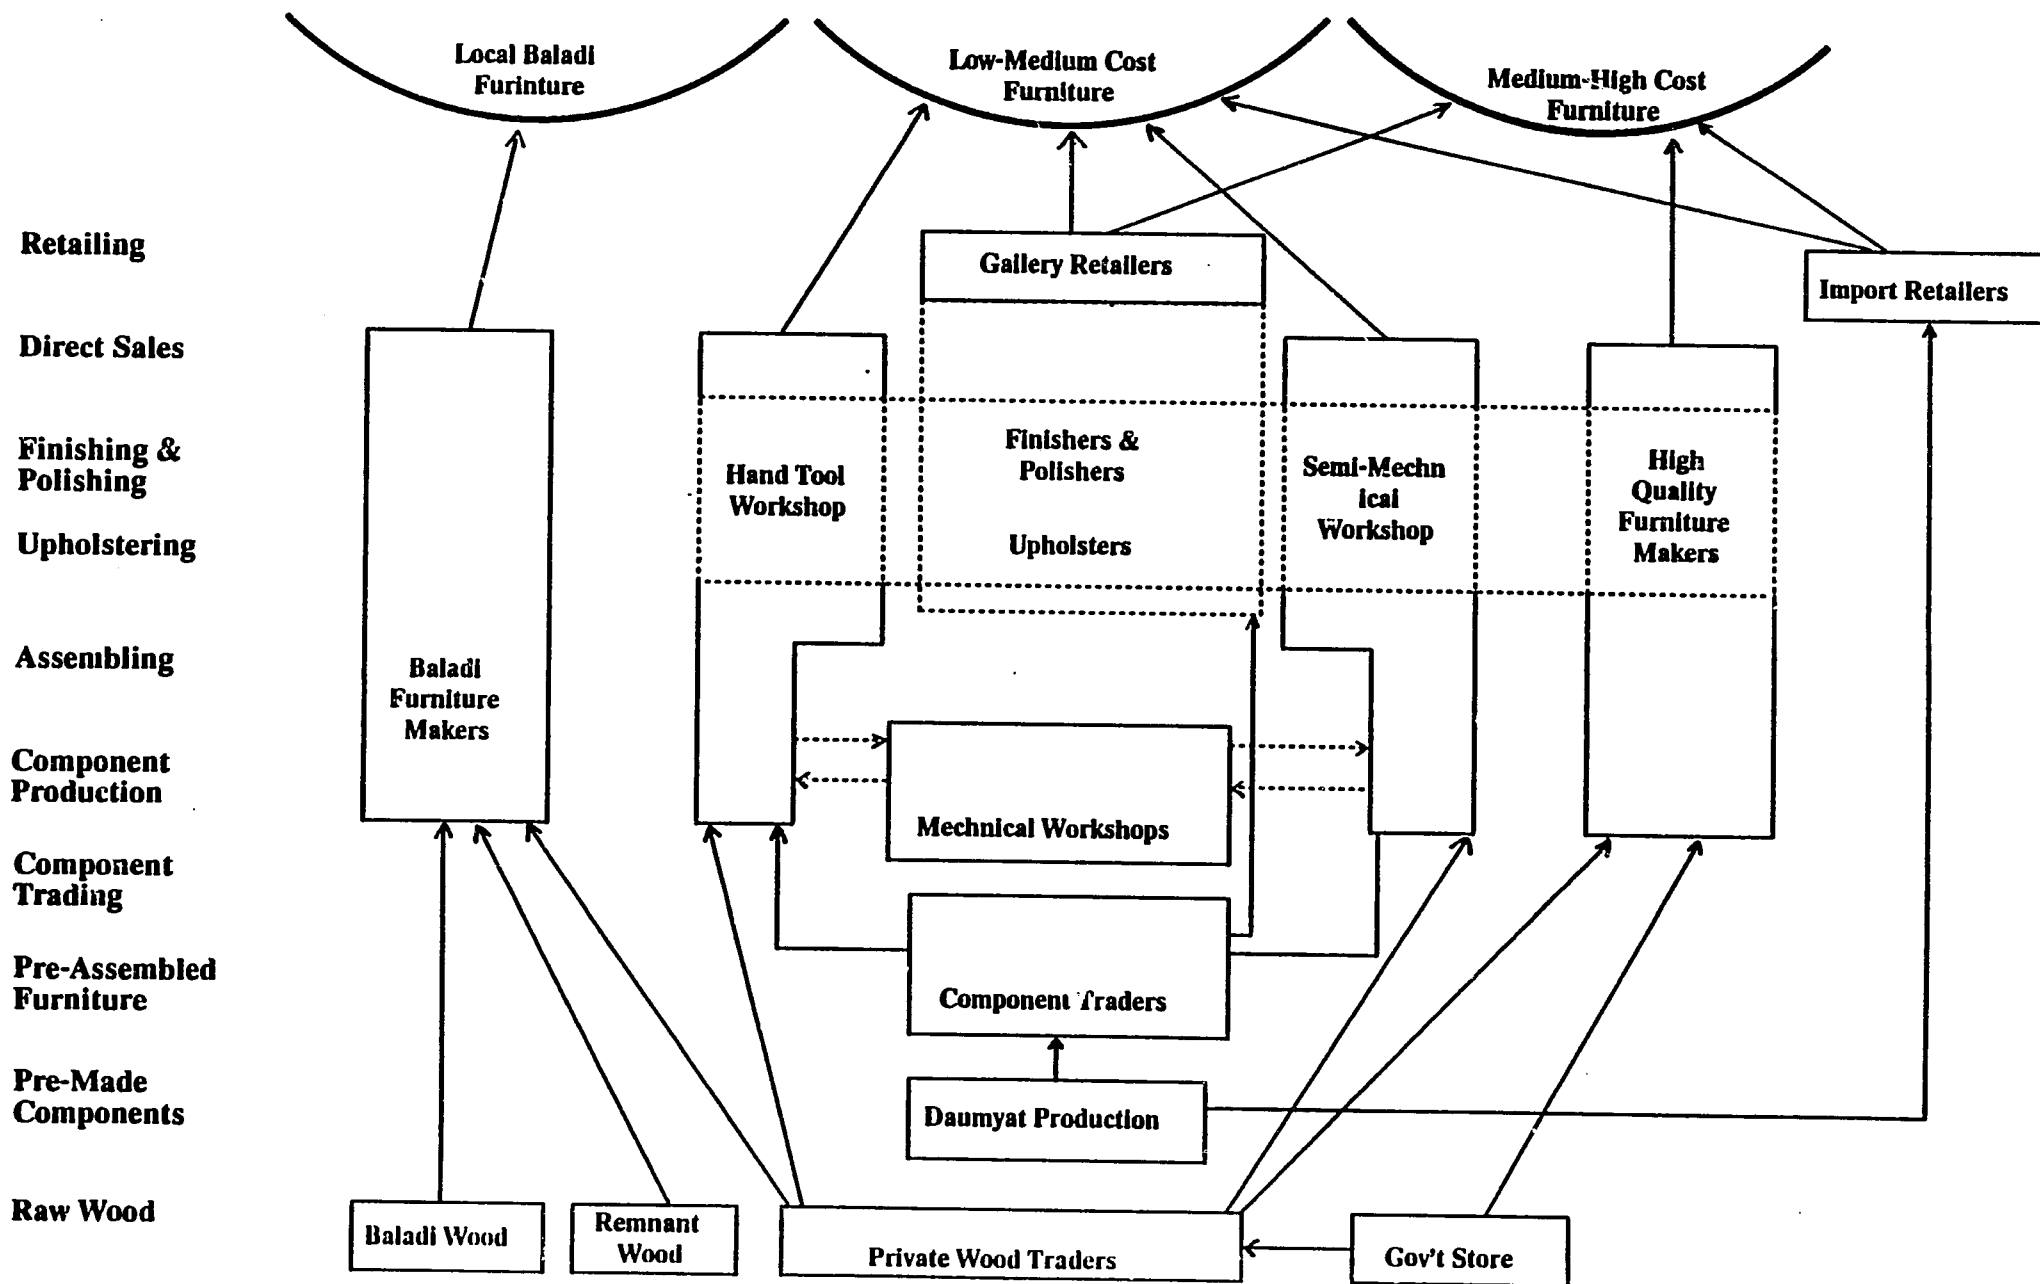 Local Baladi
Furinture
Low-Medium Cost
Furniture
Medium-High Cost
Furniture
Retailing
Gallery Retailers
Import Retailers
Direct Sales
Finishing &
Polishing
Upholstering
Hand Tool
Workshop
Finishers &
Polishers
Upholsters
Semi-Mechn
ical
Workshop
High
Quality
Furniture
Makers
Assembling
Baladi
Furniture
Makers
Component
Production
Mechnical Workshops
Component
Trading
Pre-Assembled
Furniture
Component Traders
Pre-Made
Components
Daumyat Production
Raw Wood
Baladi Wood
Remnant
Wood
Private Wood Traders
Gov't Store